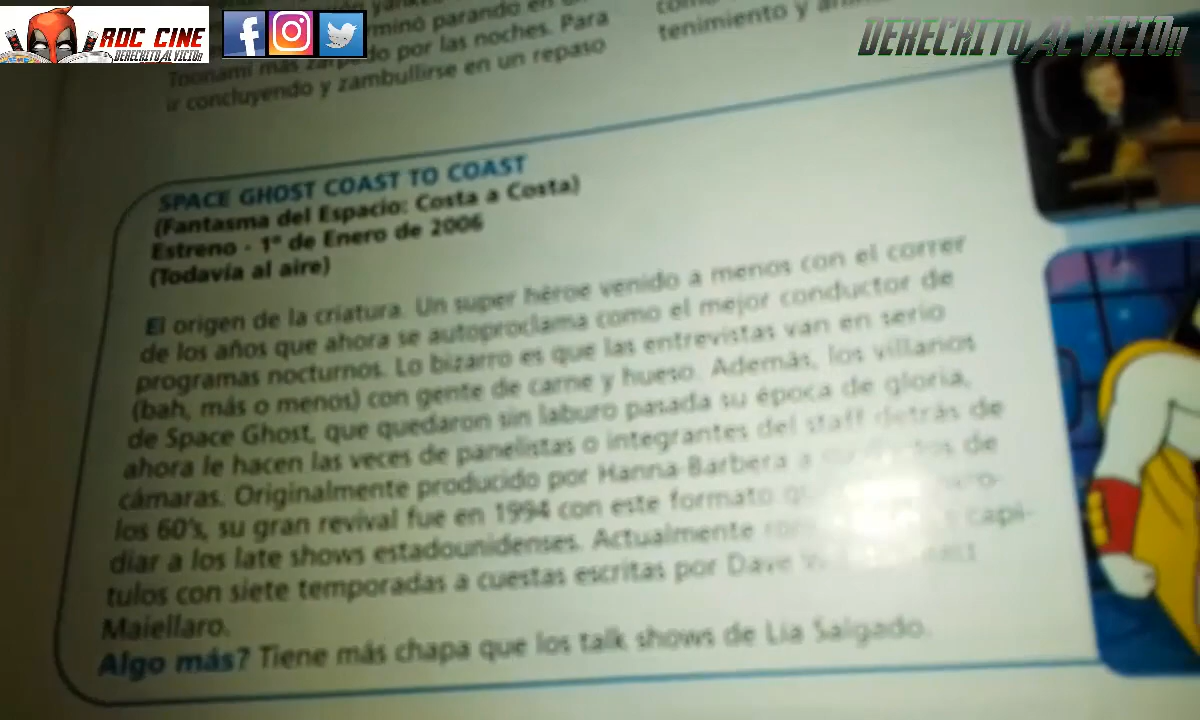 RDC CINE
DERECHITO AL VICIO!!
DERECHITO AL VICIO!!
minó parando en
Toonami más zarpado por las noches. Para
ir concluyendo y zambullirse en un repaso
tenimiento y
SPACE GHOST COAST TO COAST
(Fantasma del Espacio: Costa a Costa)
Estreno - 1º de Enero de 2006
(Todavía al aire)
El origen de la criatura. Un super héroe venido a menos con el correr
de los años que ahora se autoproclama como el mejor conductor de
programas nocturnos. Lo bizarro es que las entrevistas van en serio
(bah, más o menos) con gente de carne y hueso. Además, los villanos
de Space Ghost, que quedaron sin laburo pasada su época de gloria,
ahora le hacen las veces de panelistas o integrantes del staff detrás de
cámaras. Originalmente producido por Hanna-Barbera a de
los 60's, su gran revival fue en 1994 con este formato
diar a los late shows estadounidenses. Actualmente capí-
tulos con siete temporadas a cuestas escritas por Dave
Maiellaro.
Algo más? Tiene más chapa que los talk shows de Lía Salgado.